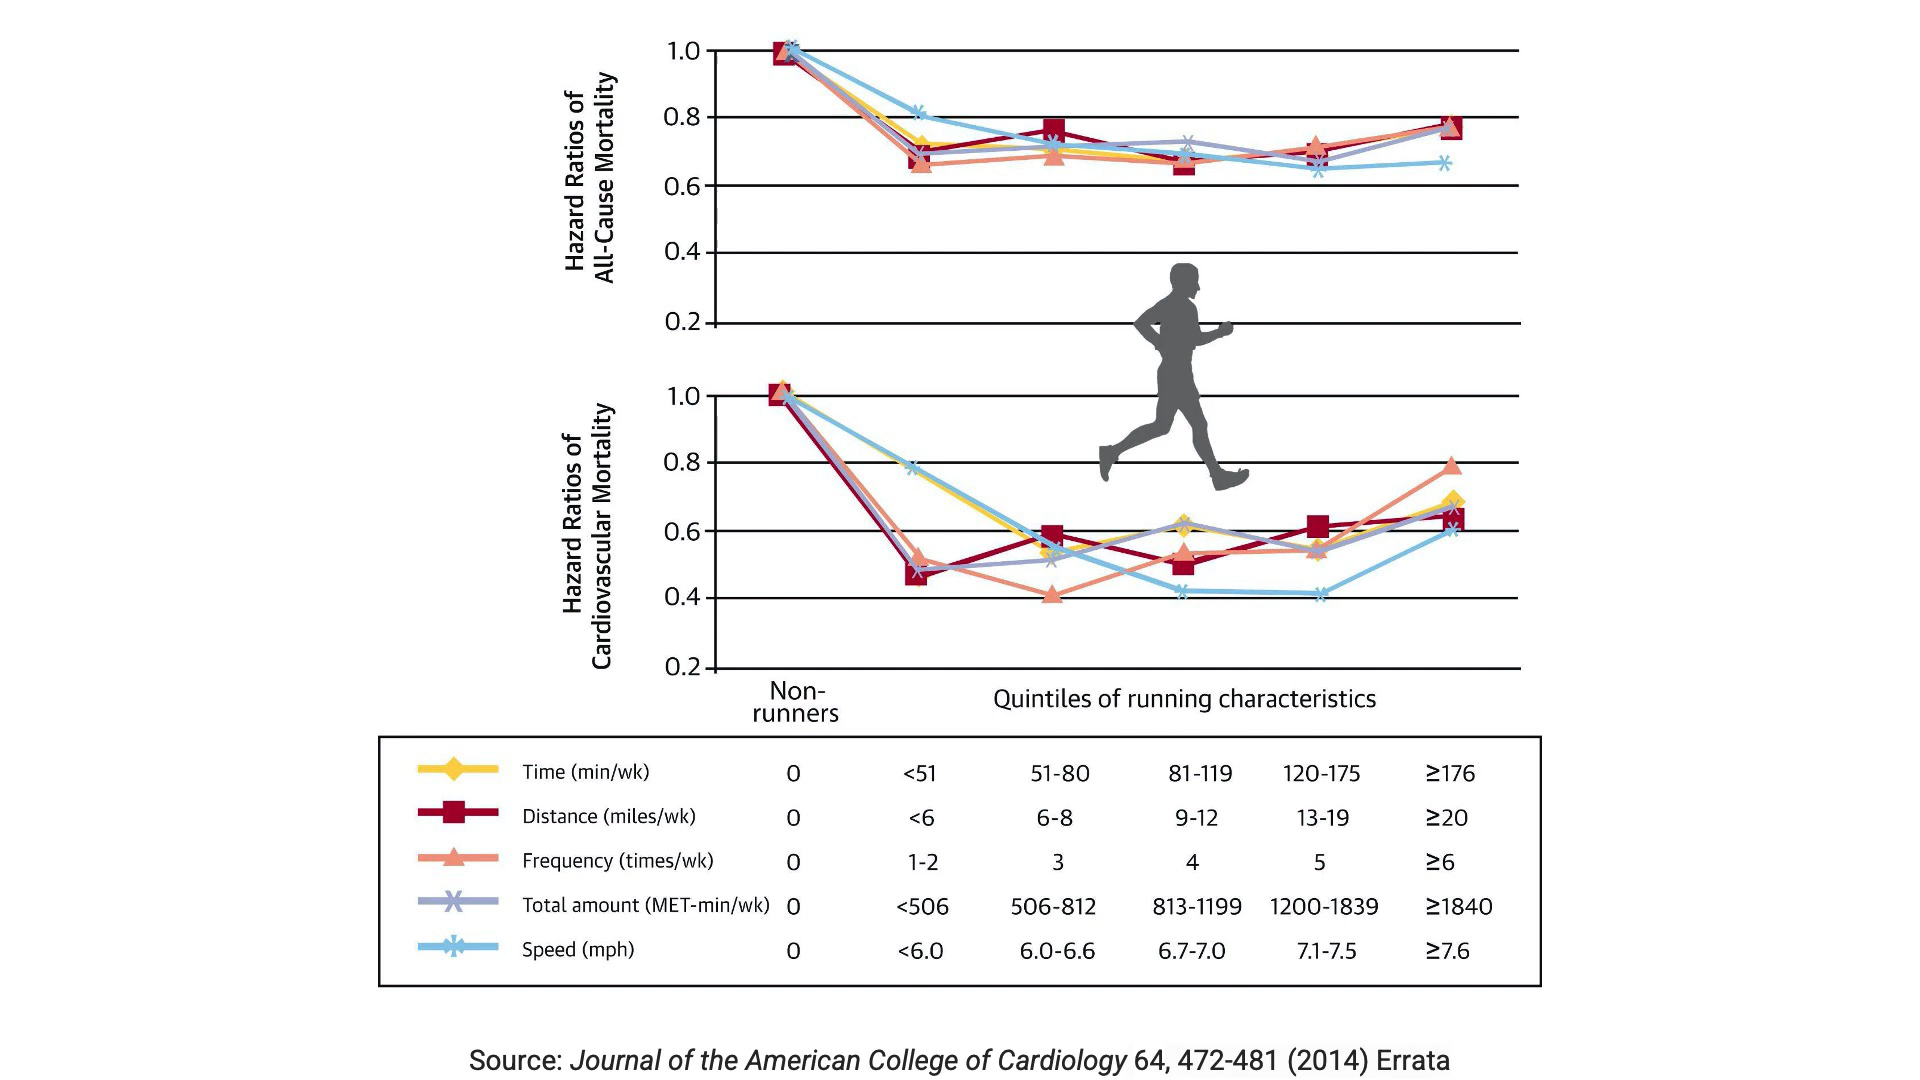 Hazard Ratios of
All-Cause Mortality
1.0
0.8
0.6
0.4
0.2
Hazard Ratios of
Cardiovascular Mortality
1.0
0.8
0.6
0.4
0.2
Non-
runners
Quintiles of running characteristics
Time (min/wk) 0 <51 51-80 81-119 120-175 ≥176
Distance (miles/wk) 0 <6 6-8 9-12 13-19 ≥20
Frequency (times/wk) 0 1-2 3 4 5 ≥6
Total amount (MET-min/wk) 0 <506 506-812 813-1199 1200-1839 ≥1840
Speed (mph) 0 <6.0 6.0-6.6 6.7-7.0 7.1-7.5 ≥7.6
Source: Journal of the American College of Cardiology 64, 472-481 (2014) Errata